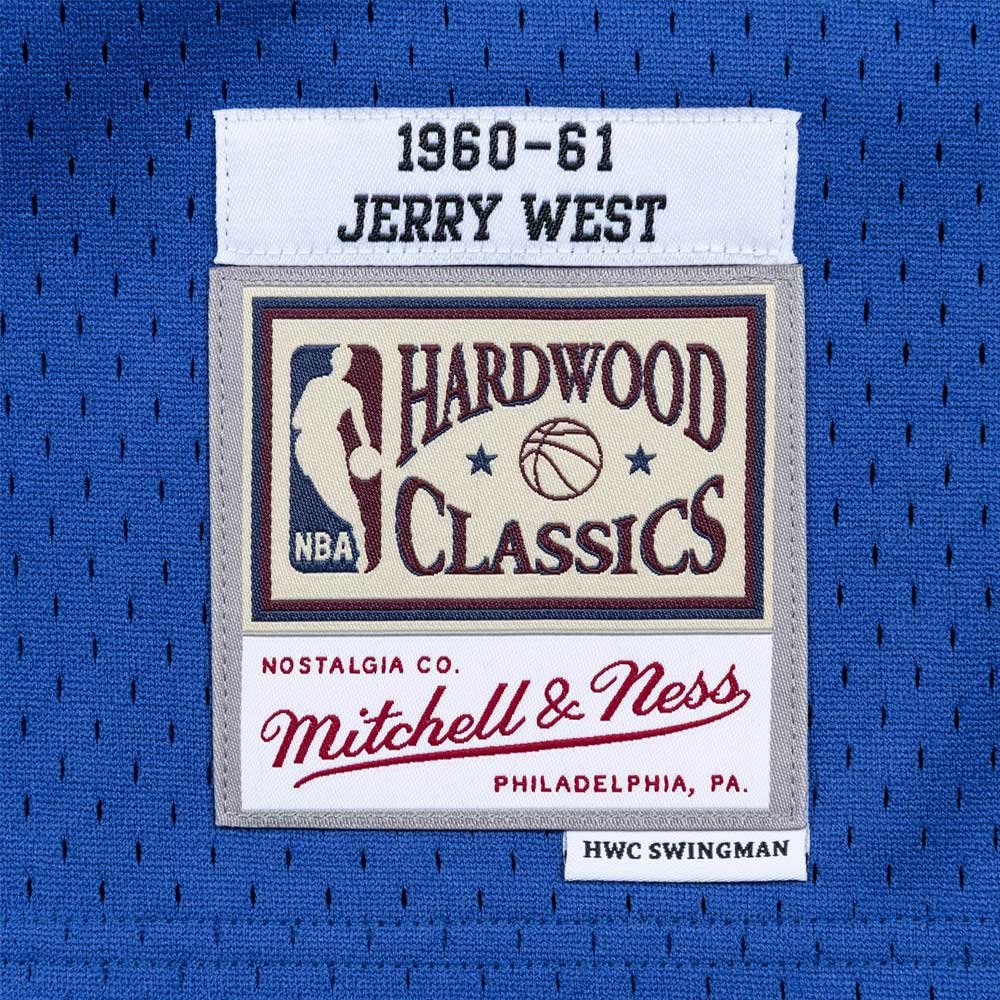 1960-61
JERRY WEST
HARDWOOD
CLASSICS
NBA
NOSTALGIA CO.
Mitchell & Ness
PHILADELPHIA, PA.
HWC SWINGMAN